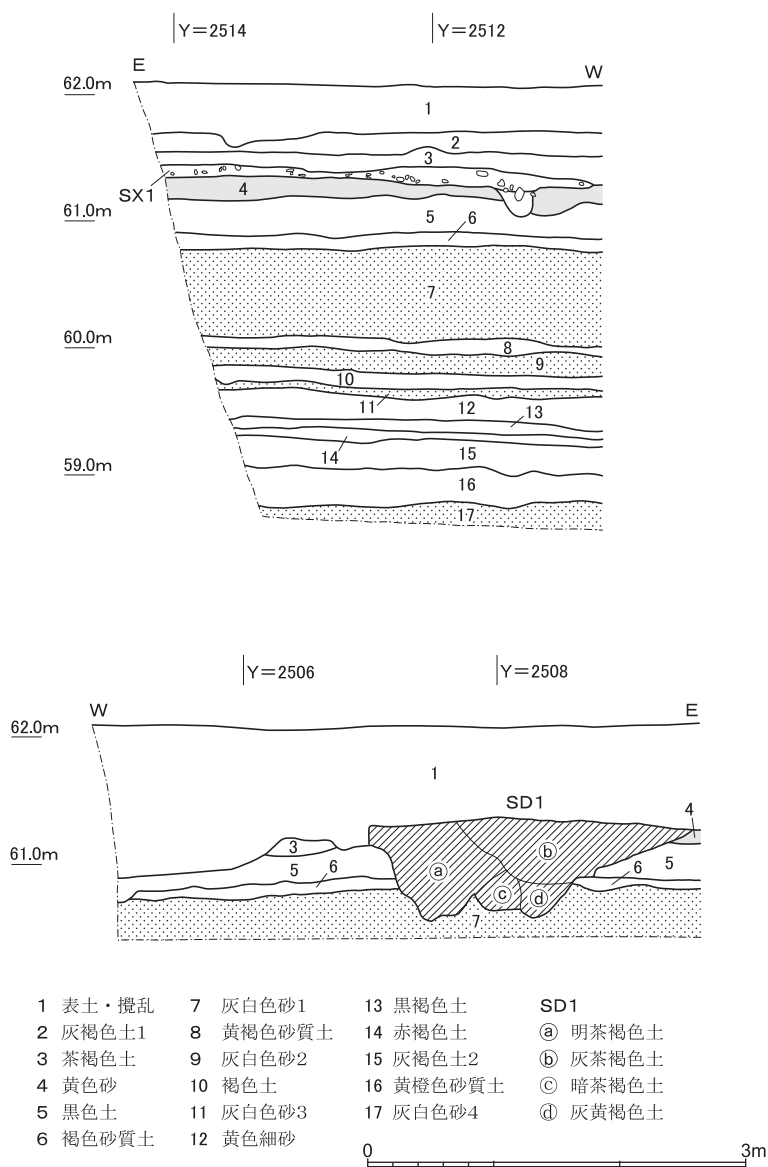 Y=2514 Y=2512
E W
62.0m
1
2
3
SX1
4
61.0m
5 6
7
60.0m
8
9
10
11 12 13
59.0m
14 15
16
17
Y=2506 Y=2508
W E
62.0m
1
SD1
4
3
61.0m
5 6 ⓐ ⓑ 6 5
ⓒ ⓓ
7
1 表土・攪乱
2 灰褐色土1
3 茶褐色土
4 黄色砂
5 黒色土
6 褐色砂質土
7 灰白色砂1
8 黄褐色砂質土
9 灰白色砂2
10 褐色土
11 灰白色砂3
12 黄色細砂
13 黒褐色土
14 赤褐色土
15 灰褐色土2
16 黄橙色砂質土
17 灰白色砂4
SD1
ⓐ 明茶褐色土
ⓑ 灰茶褐色土
ⓒ 暗茶褐色土
ⓓ 灰黄褐色土
0 3m